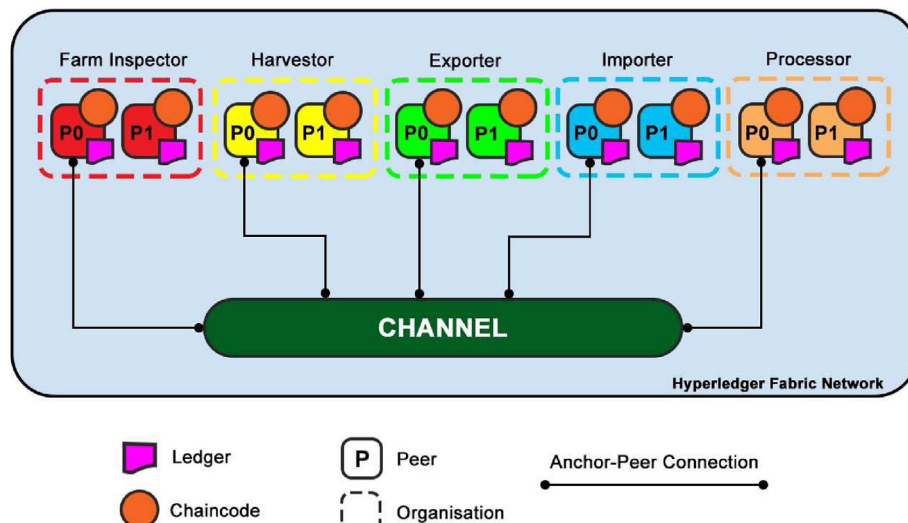 Farm Inspector Harvestor Exporter Importer Processor
P0 P1 P0 P1 P0 P1 P0 P1 P0 P1
CHANNEL
Hyperledger Fabric Network
Ledger P Peer Anchor-Peer Connection
Chaincode Organisation